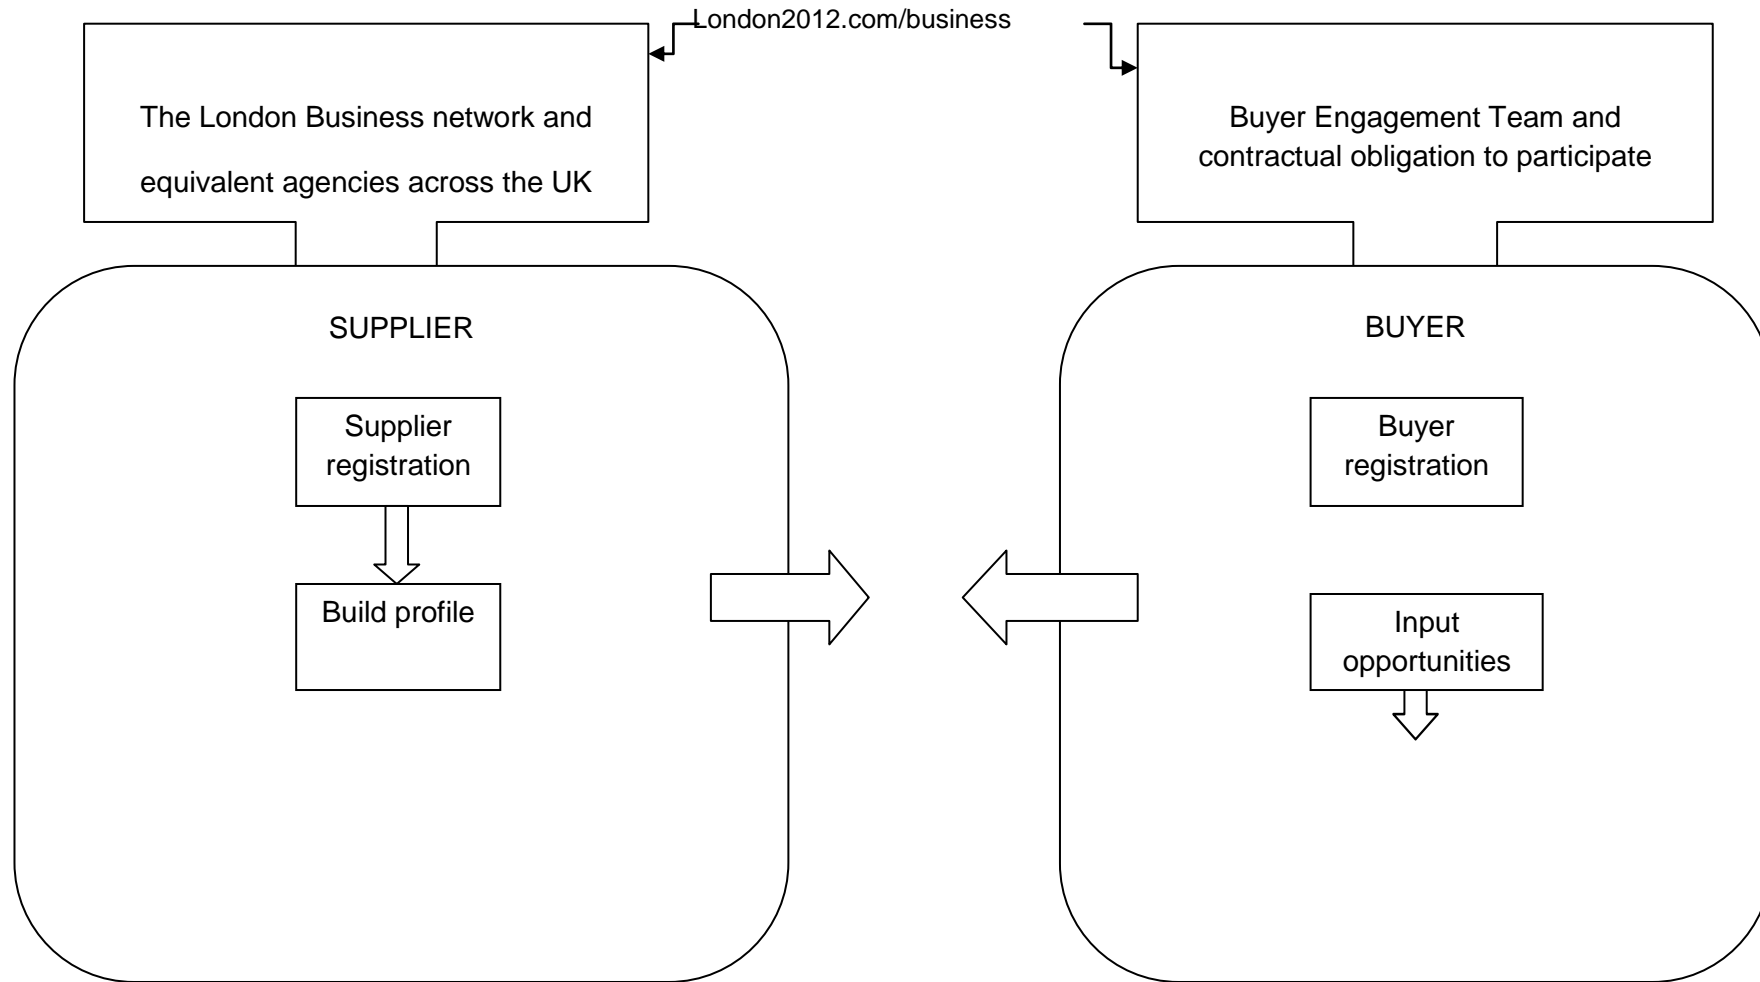 London2012.com/business
The London Business network and
equivalent agencies across the UK
Buyer Engagement Team and
contractual obligation to participate
SUPPLIER
Supplier
registration
Build profile
BUYER
Buyer
registration
Input
opportunities